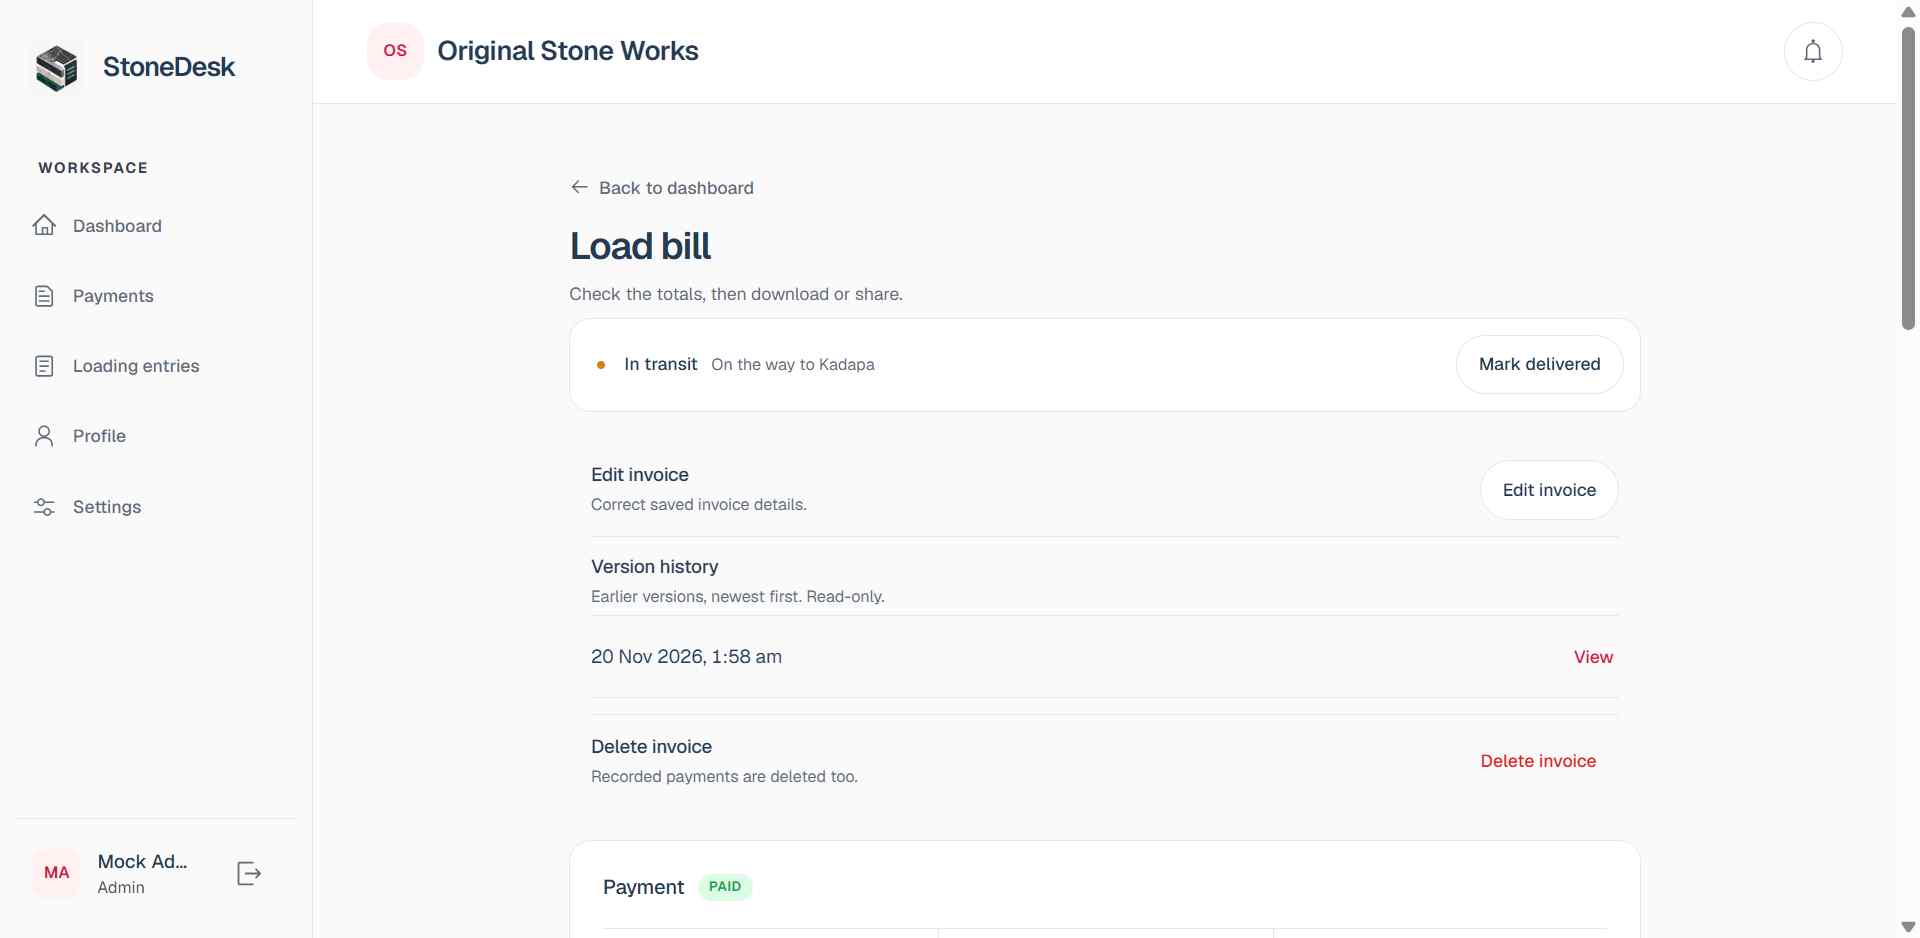 StoneDesk
WORKSPACE
Dashboard
Payments
Loading entries
Profile
Settings
MA
Mock Ad...
Admin
OS
Original Stone Works
Back to dashboard
Load bill
Check the totals, then download or share.
In transit On the way to Kadapa
Mark delivered
Edit invoice
Correct saved invoice details.
Edit invoice
Version history
Earlier versions, newest first. Read-only.
20 Nov 2026, 1:58 am
View
Delete invoice
Recorded payments are deleted too.
Delete invoice
Payment PAID